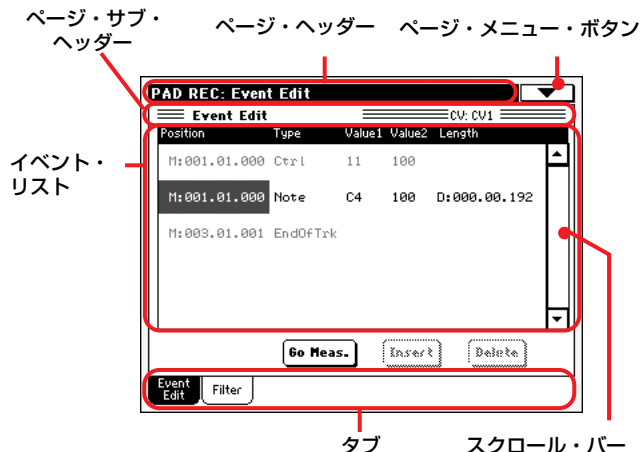 ページ・サブ・
ヘッダー
ページ・ヘッダー
ページ・メニュー・ボタン
PAD REC: Event Edit
Event Edit
CV: CV1
Position Type Value1 Value2 Length
M:001.01.000 Ctrl 11 100
M:001.01.000 Note C4 100 D:000.00.192
M:003.01.001 EndOfTrk
イベント・
リスト
Go Meas. Insert Delete
Event
Edit
Filter
タブ
スクロール・バー